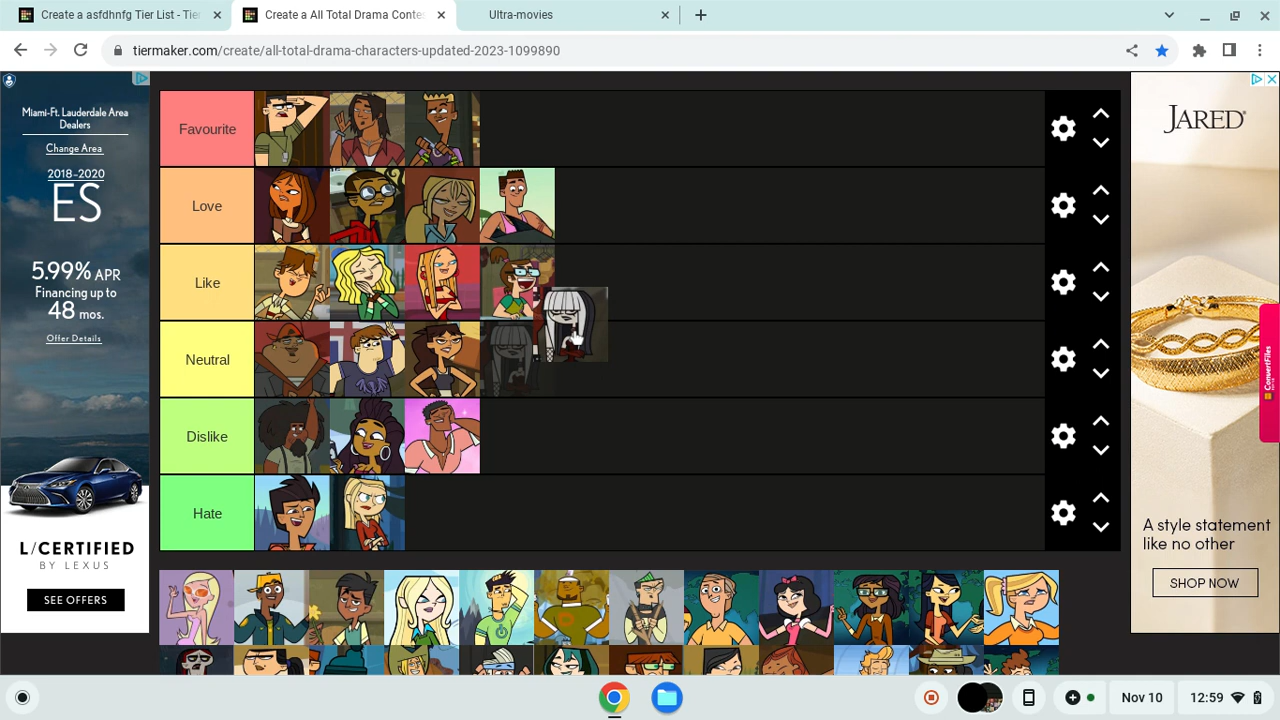 Create a asfdhnfg Tier List - Tie
Create a All Total Drama Contes
Ultra-movies
tiermaker.com/create/all-total-drama-characters-updated-2023-1099890
Miami-Ft. Lauderdale Area
Dealers
Change Area
2018-2020
ES
5.99% APR
Financing up to
48 mos.
Offer Details
L/CERTIFIED
BY LEXUS
SEE OFFERS
Favourite
Love
Like
Neutral
Dislike
Hate
JARED
ConvertFiles
A style statement
like no other
SHOP NOW
Nov 10
12:59